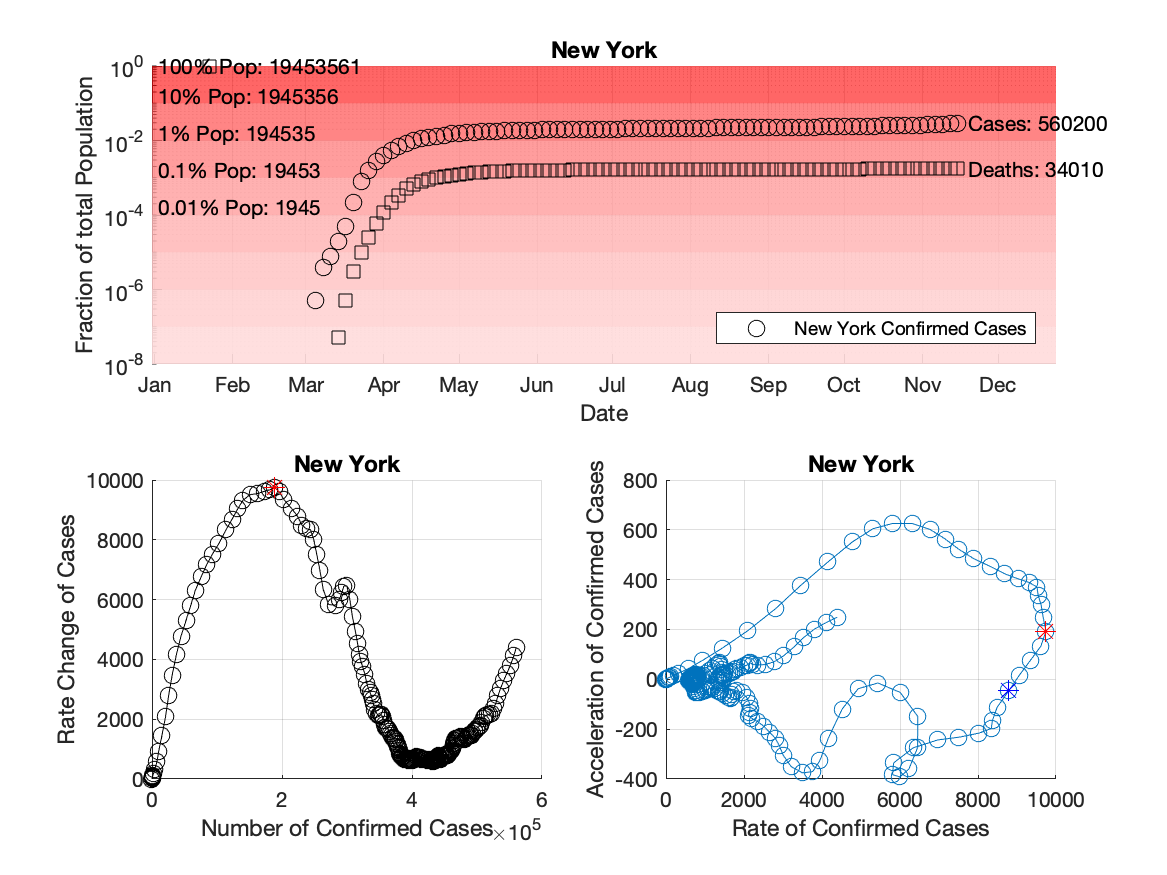 New York
Fraction of total Population
10^0
10^-2
10^-4
10^-6
10^-8
100% Pop: 19453561
10% Pop: 1945356
1% Pop: 194535
0.1% Pop: 19453
0.01% Pop: 1945
Cases: 560200
Deaths: 34010
New York Confirmed Cases
Jan Feb Mar Apr May Jun Jul Aug Sep Oct Nov Dec
Date
New York
Rate Change of Cases
10000
8000
6000
4000
2000
0
0 2 4 6
Number of Confirmed Cases ×10^5
New York
Acceleration of Confirmed Cases
800
600
400
200
0
-200
-400
0 2000 4000 6000 8000 10000
Rate of Confirmed Cases